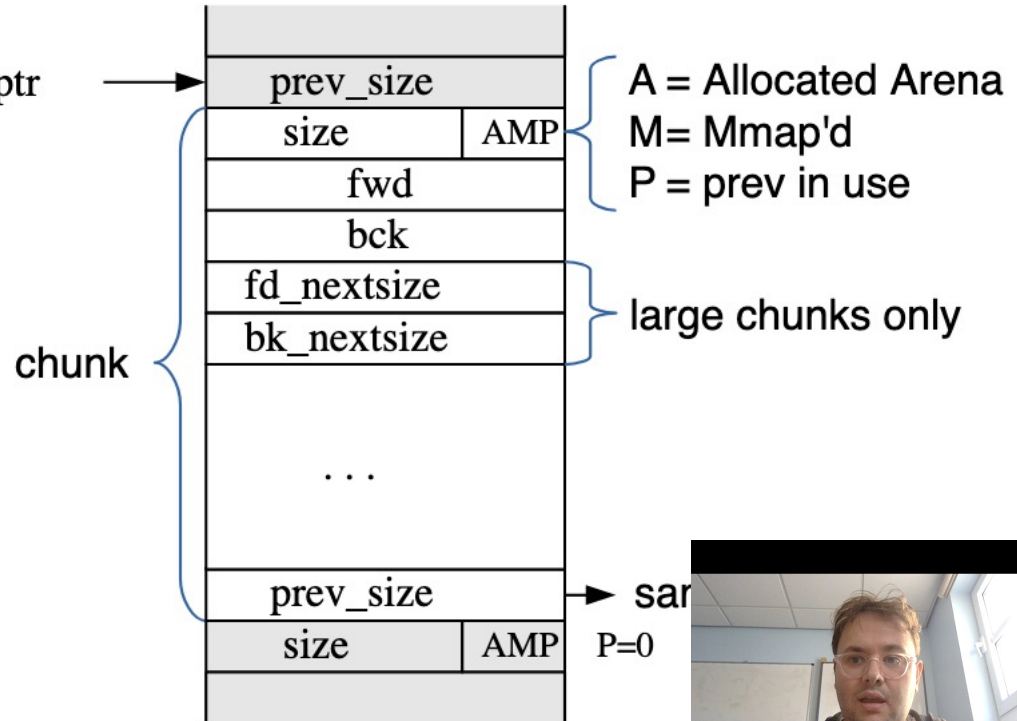 ptr
prev_size
A = Allocated Arena
size AMP
M= Mmap'd
fwd
P = prev in use
bck
fd_nextsize
bk_nextsize
large chunks only
chunk
. . .
prev_size
size AMP P=0